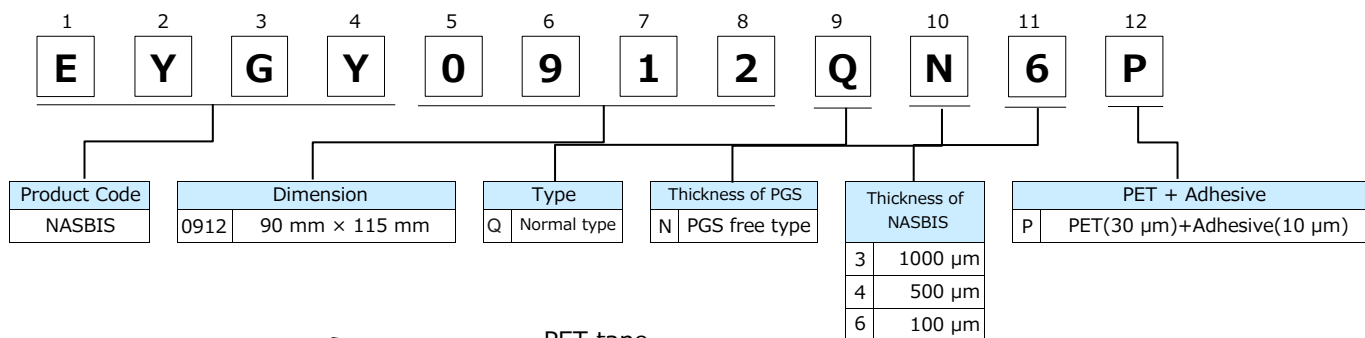 1 2 3 4 5 6 7 8 9 10 11 12
E Y G Y 0 9 1 2 Q N 6 P
Product Code
NASBIS
Dimension
0912 90 mm × 115 mm
Type
Q Normal type
Thickness of PGS
N PGS free type
Thickness of
NASBIS
3 1000 μm
4 500 μm
6 100 μm
PET + Adhesive
P PET(30 μm)+Adhesive(10 μm)